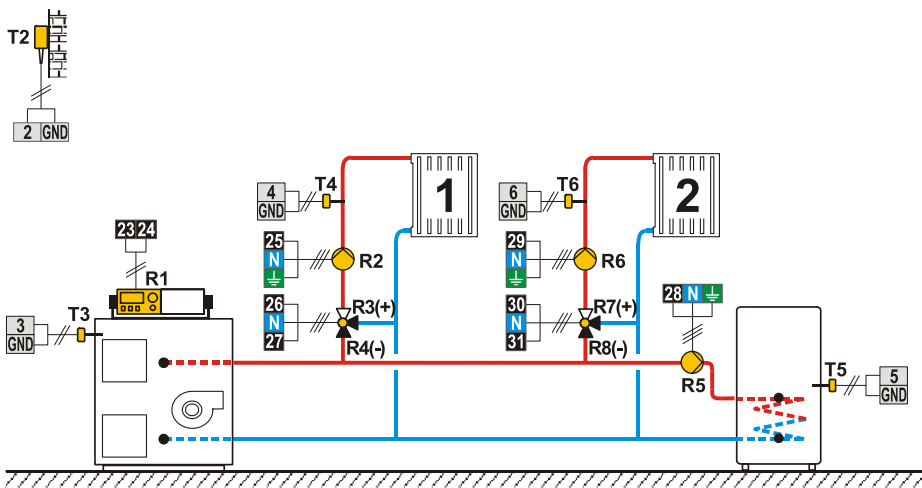 T2
2 GND
4
GND
T4
1
6
GND
T6
2
23 24
R1
25
N
R2
29
N
R6
28 N
26
N
27
R3(+)
R4(-)
30
N
31
R7(+)
R8(-)
3
GND
T3
R5
T5
5
GND